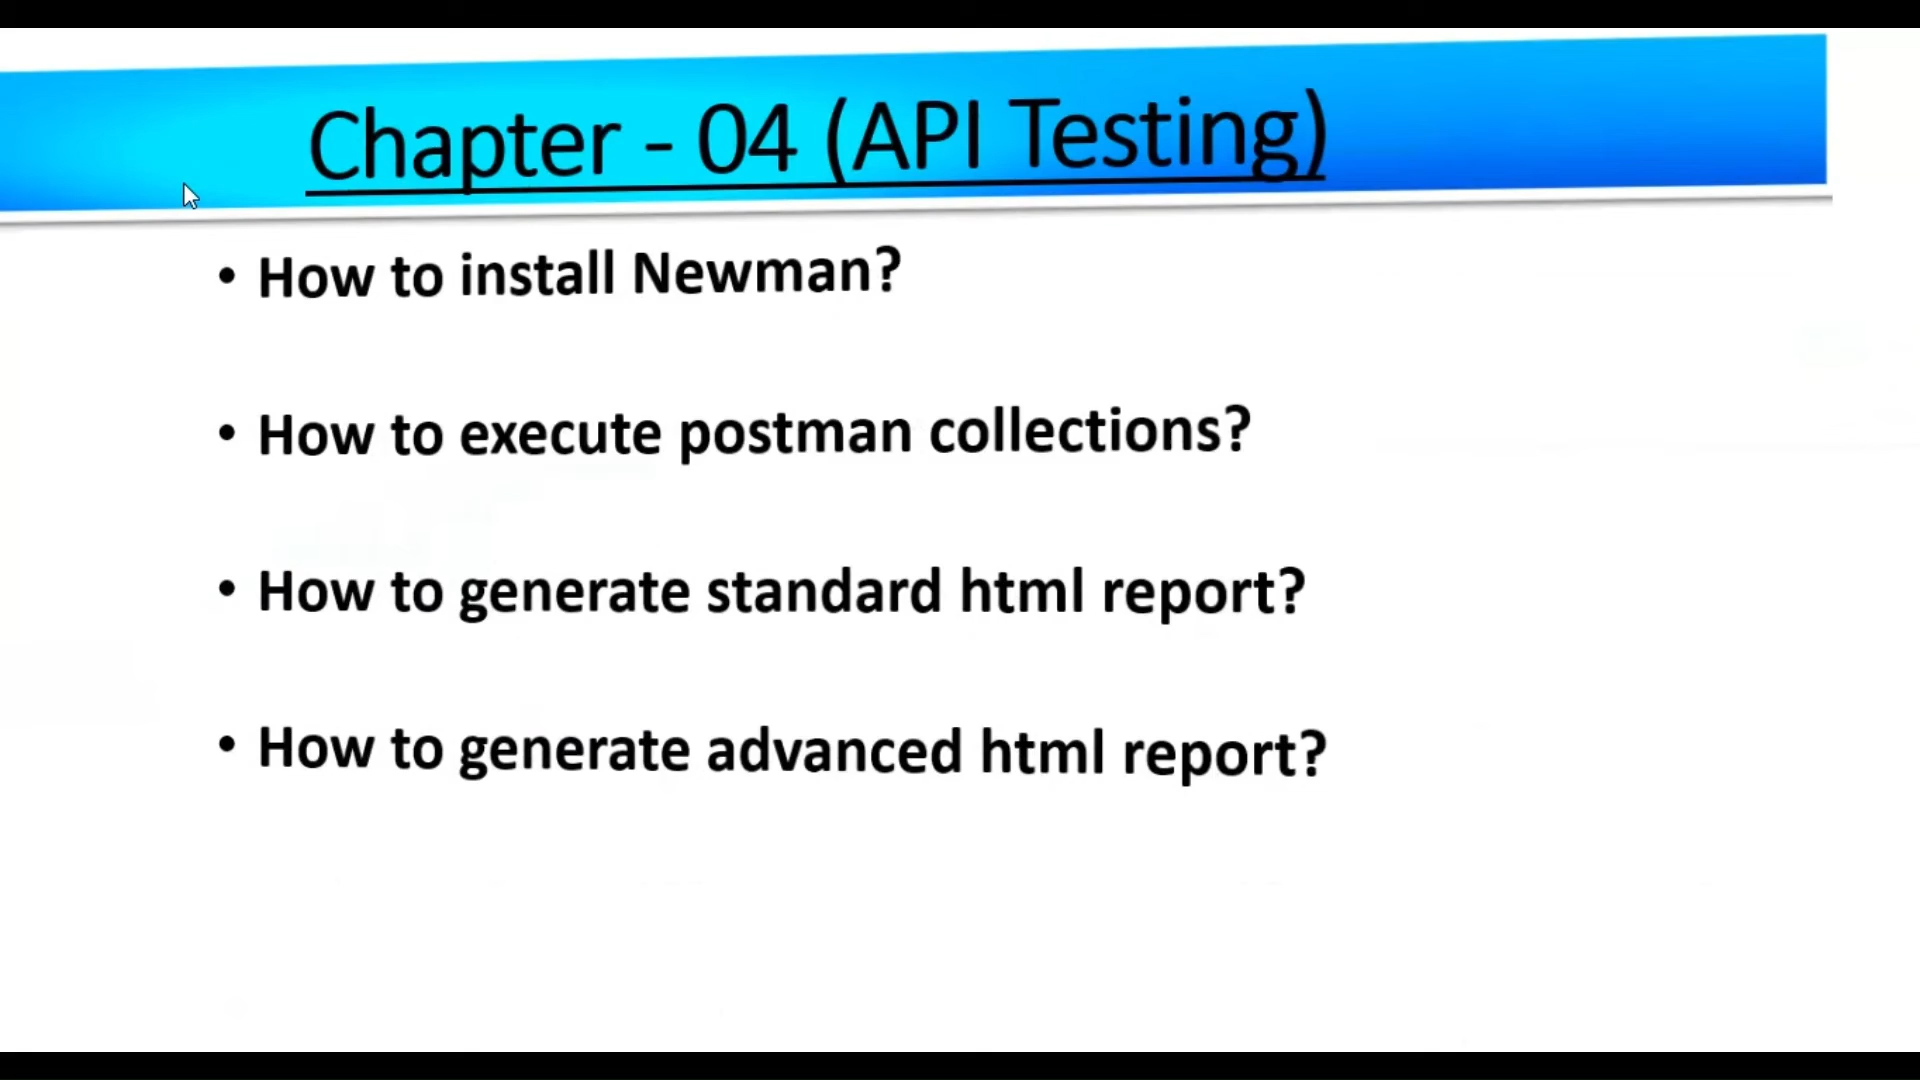 Chapter - 04 (API Testing)
• How to install Newman?
• How to execute postman collections?
• How to generate standard html report?
• How to generate advanced html report?